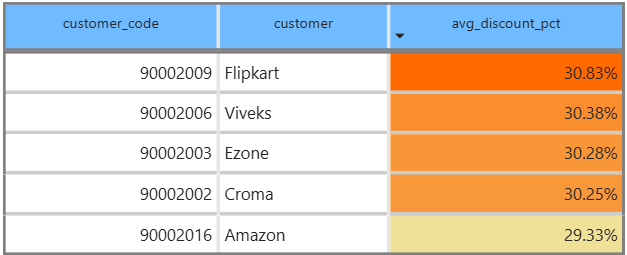 customer_code customer avg_discount_pct
90002009 Flipkart 30.83%
90002006 Viveks 30.38%
90002003 Ezone 30.28%
90002002 Croma 30.25%
90002016 Amazon 29.33%